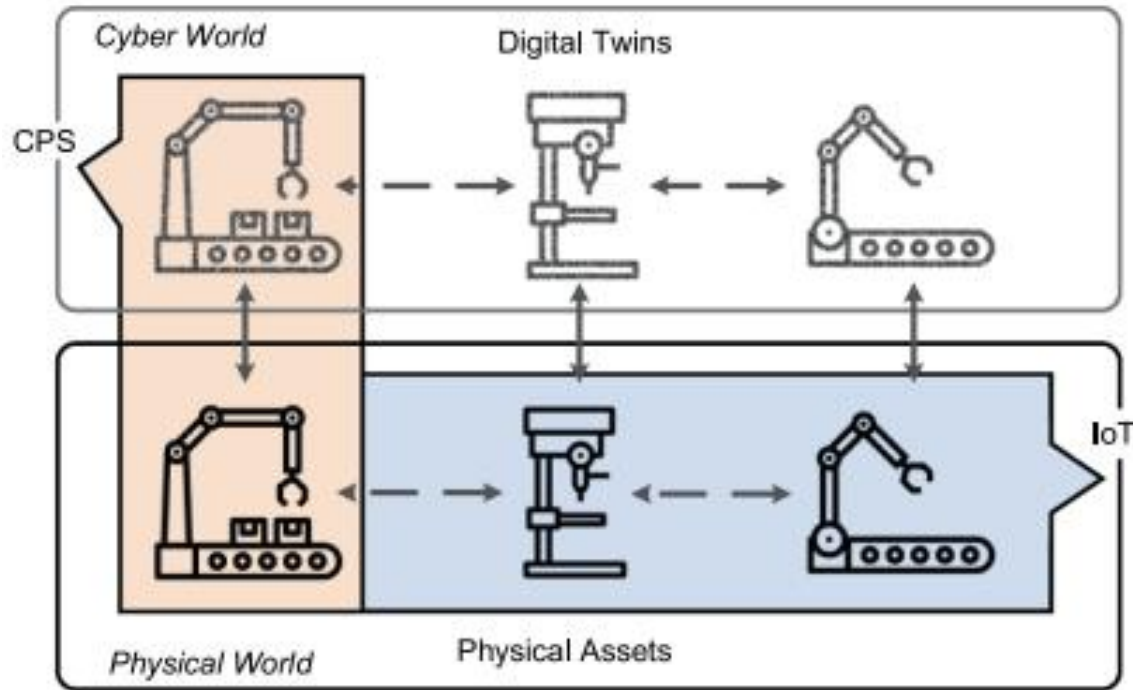 Cyber World
Digital Twins
CPS
IoT
Physical Assets
Physical World